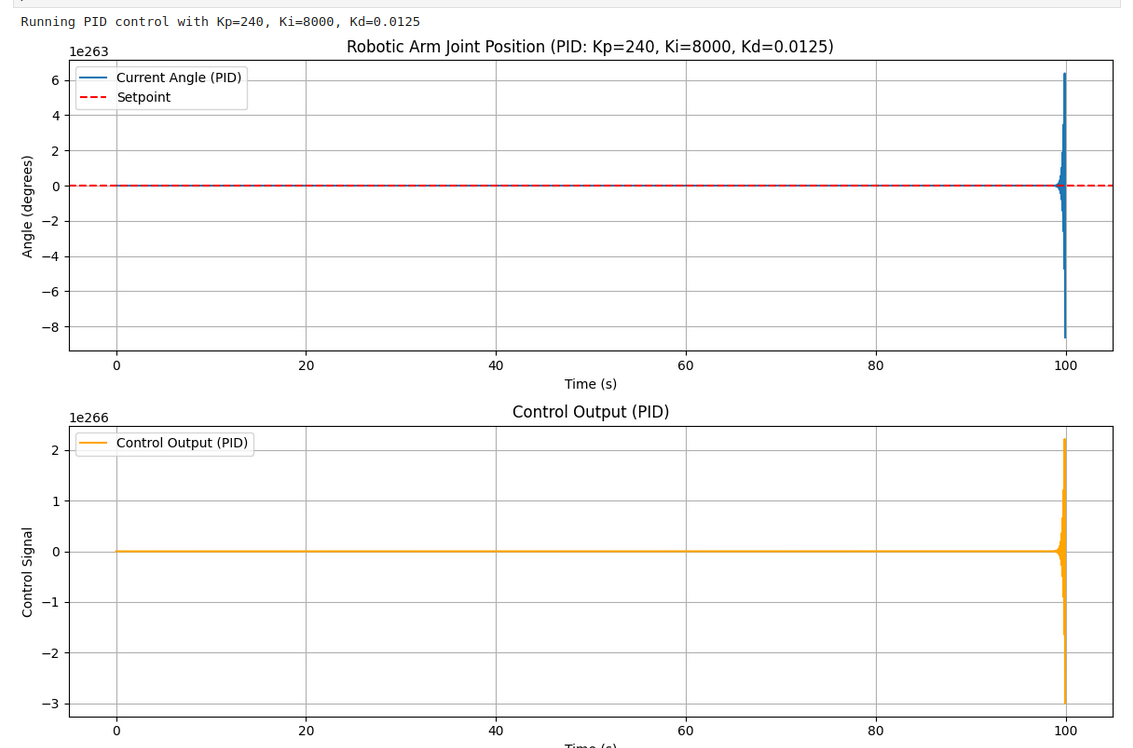 Running PID control with Kp=240, Ki=8000, Kd=0.0125
Robotic Arm Joint Position (PID: Kp=240, Ki=8000, Kd=0.0125)
1e263
Current Angle (PID)
Setpoint
6
4
2
0
−2
−4
−6
−8
Angle (degrees)
0 20 40 60 80 100
Time (s)
Control Output (PID)
1e266
Control Output (PID)
2
1
0
−1
−2
−3
Control Signal
0 20 40 60 80 100
Time (s)